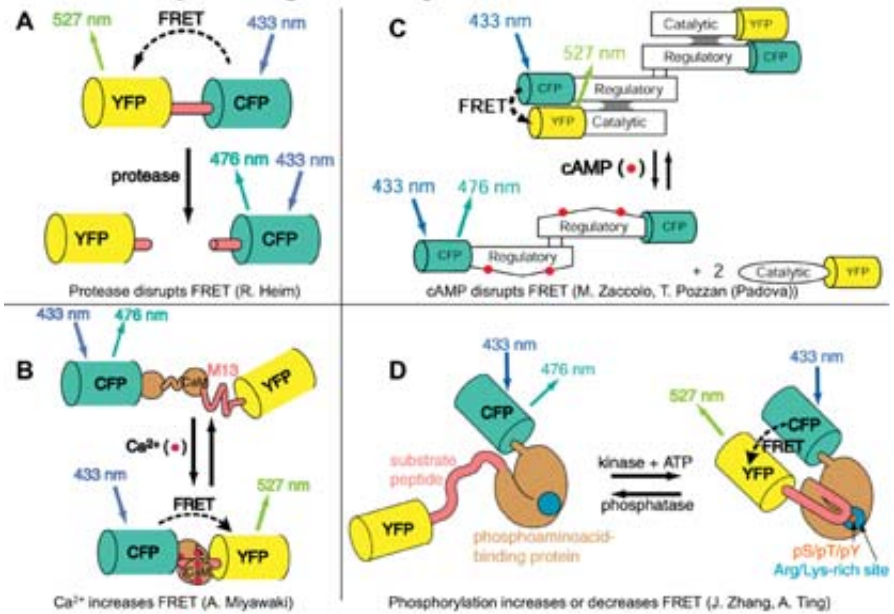 A
527 nm
FRET
433 nm
YFP
CFP
protease
476 nm
433 nm
YFP
CFP
Protease disrupts FRET (R. Heim)
B
433 nm
476 nm
CFP
CaM
M13
YFP
Ca²⁺ (•)
433 nm
FRET
527 nm
CFP
YFP
Ca²⁺ increases FRET (A. Miyawaki)
C
433 nm
527 nm
Catalytic
YFP
Regulatory
CFP
CFP
Regulatory
FRET
YFP
Catalytic
cAMP (•)
433 nm
476 nm
Regulatory
CFP
CFP
Regulatory
+ 2
Catalytic
YFP
cAMP disrupts FRET (M. Zaccolo, T. Pozzan (Padova))
D
433 nm
476 nm
CFP
substrate
peptide
YFP
phosphoaminoacid-
binding protein
kinase + ATP
phosphatase
433 nm
527 nm
CFP
FRET
YFP
pS/pT/pY
Arg/Lys-rich site
Phosphorylation increases or decreases FRET (J. Zhang, A. Ting)